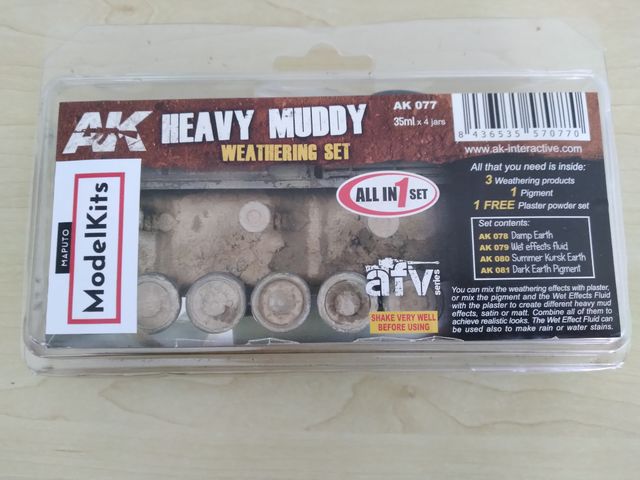 AK
HEAVY MUDDY
WEATHERING SET
AK 077
35ml x 4 jars
8 436535 570770
www.ak-interactive.com
All that you need is inside:
3 Weathering products
1 Pigment
1 FREE Plaster powder set
ALL IN 1 SET
Set contents:
AK 078 Damp Earth
AK 079 Wet effects fluid
AK 080 Summer Kursk Earth
AK 081 Dark Earth Pigment
MAPUTO
ModelKits
afv
series
SHAKE VERY WELL
BEFORE USING
You can mix the weathering effects with plaster,
or mix the pigment and the Wet Effects Fluid
with the plaster to create different heavy mud
effects, satin or matt. Combine all of them to
achieve realistic looks. The Wet Effect Fluid can
be used also to make rain or water stains.